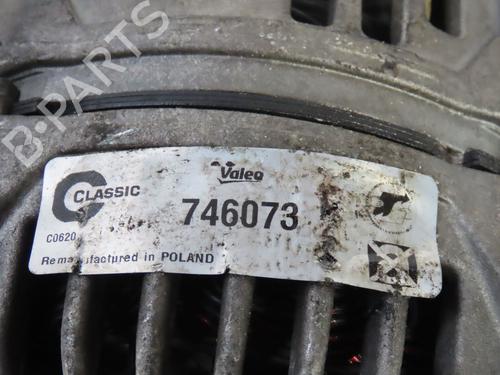 B-PARTS
Valeo
C CLASSIC
746073
C0620
Remanufactured in POLAND